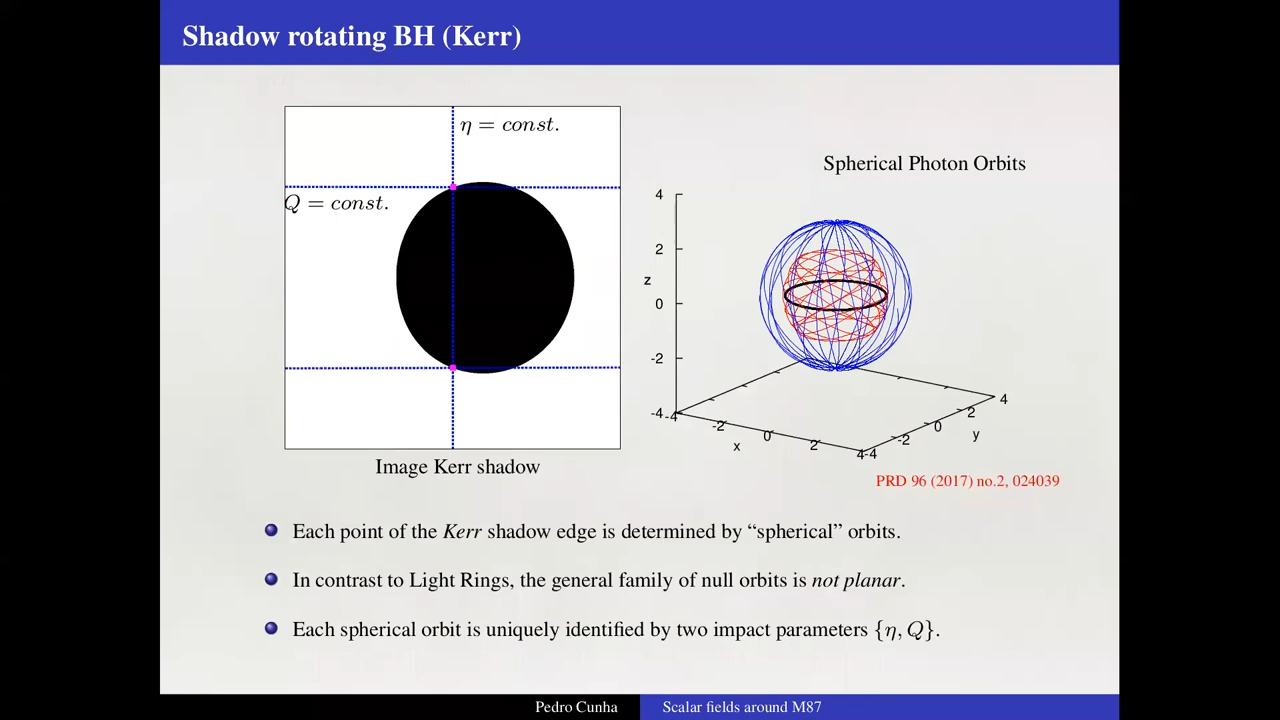 Shadow rotating BH (Kerr)
η = const.
Q = const.
Image Kerr shadow
Spherical Photon Orbits
4
2
z
0
-2
-4
-4
-2
x
0
2
4
-4
-2
0
y
2
4
PRD 96 (2017) no.2, 024039
Each point of the Kerr shadow edge is determined by “spherical” orbits.
In contrast to Light Rings, the general family of null orbits is not planar.
Each spherical orbit is uniquely identified by two impact parameters {η, Q}.
Pedro Cunha
Scalar fields around M87